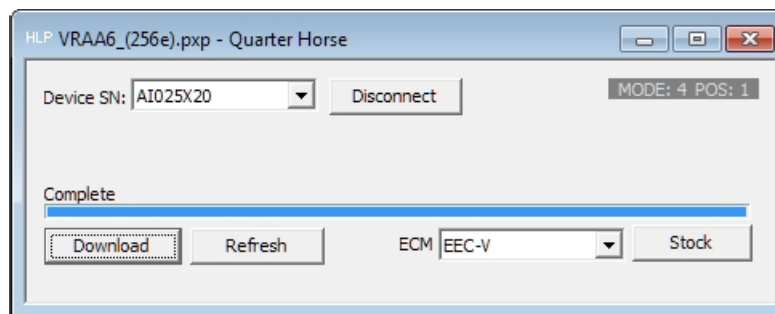 HLP VRAA6_(256e).pxp - Quarter Horse
Device SN: AI025X20 Disconnect MODE: 4 POS: 1
Complete
Download Refresh ECM EEC-V Stock